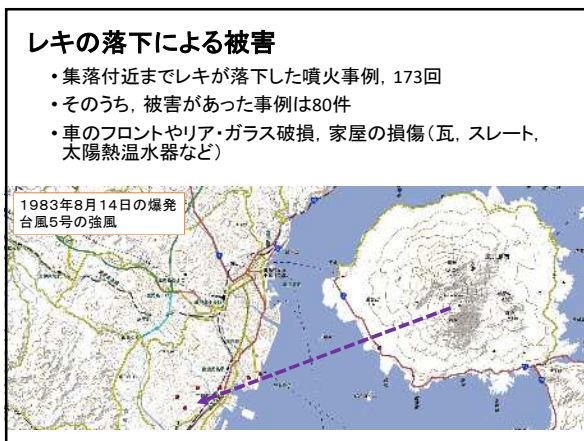 レキの落下による被害
• 集落付近までレキが落下した噴火事例，173回
• そのうち，被害があった事例は80件
• 車のフロントやリア・ガラス破損，家屋の損傷（瓦，スレート，
太陽熱温水器など）
1983年8月14日の爆発
台風5号の強風